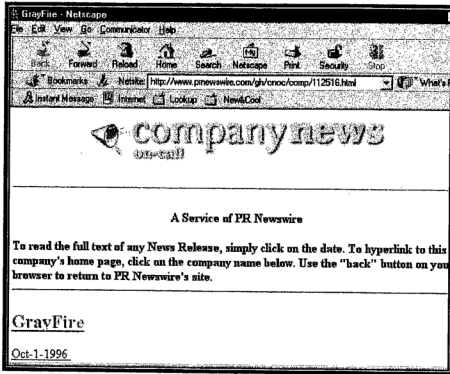 GrayFire - Netscape
File Edit View Go Communicator Help
Back Forward Reload Home Search Netscape Print Security Stop
Bookmarks Netsite: http://www.prnewswire.com/gh/cnoc/comp/112516.html What's
Instant Message Internet Lookup New&Cool
company news
on-call
A Service of PR Newswire
To read the full text of any News Release, simply click on the date. To hyperlink to this
company's home page, click on the company name below. Use the "back" button on you
browser to return to PR Newswire's site.
GrayFire
Oct-1-1996